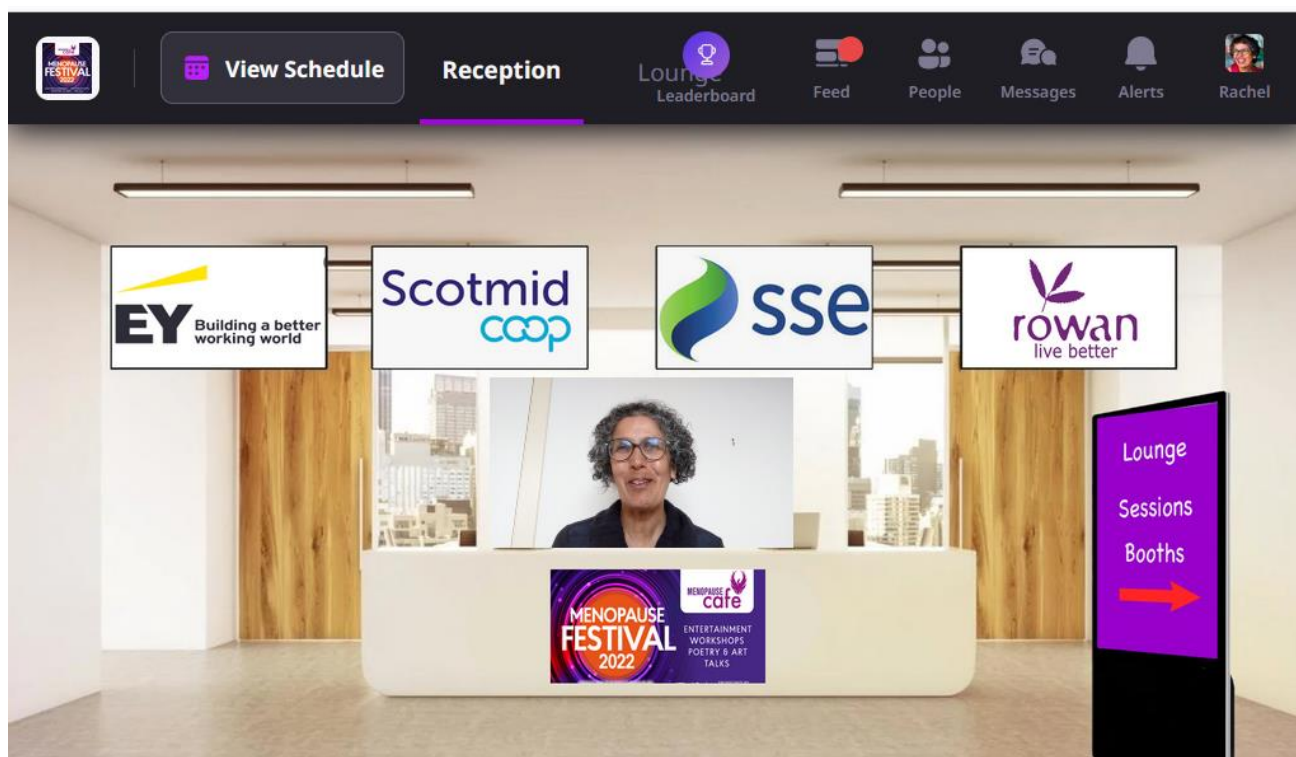 MENOPAUSE
FESTIVAL
View Schedule
Reception
Lounge
Leaderboard
Feed
People
Messages
Alerts
Rachel
EY
Building a better
working world
Scotmid
coop
sse
rowan
live better
Lounge
Sessions
Booths
MENOPAUSE
FESTIVAL
2022
MENOPAUSE
cafe
ENTERTAINMENT
WORKSHOPS
POETRY & ART
TALKS